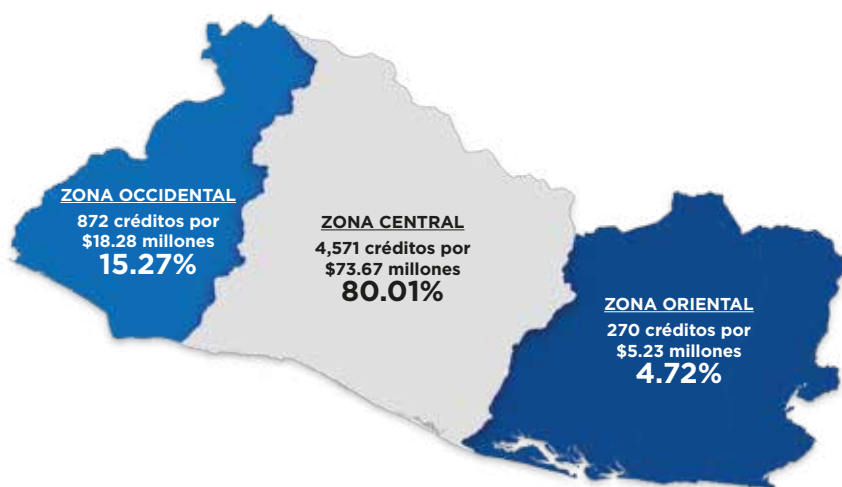 ZONA OCCIDENTAL
872 créditos por
$18.28 millones
15.27%
ZONA CENTRAL
4,571 créditos por
$73.67 millones
80.01%
ZONA ORIENTAL
270 créditos por
$5.23 millones
4.72%